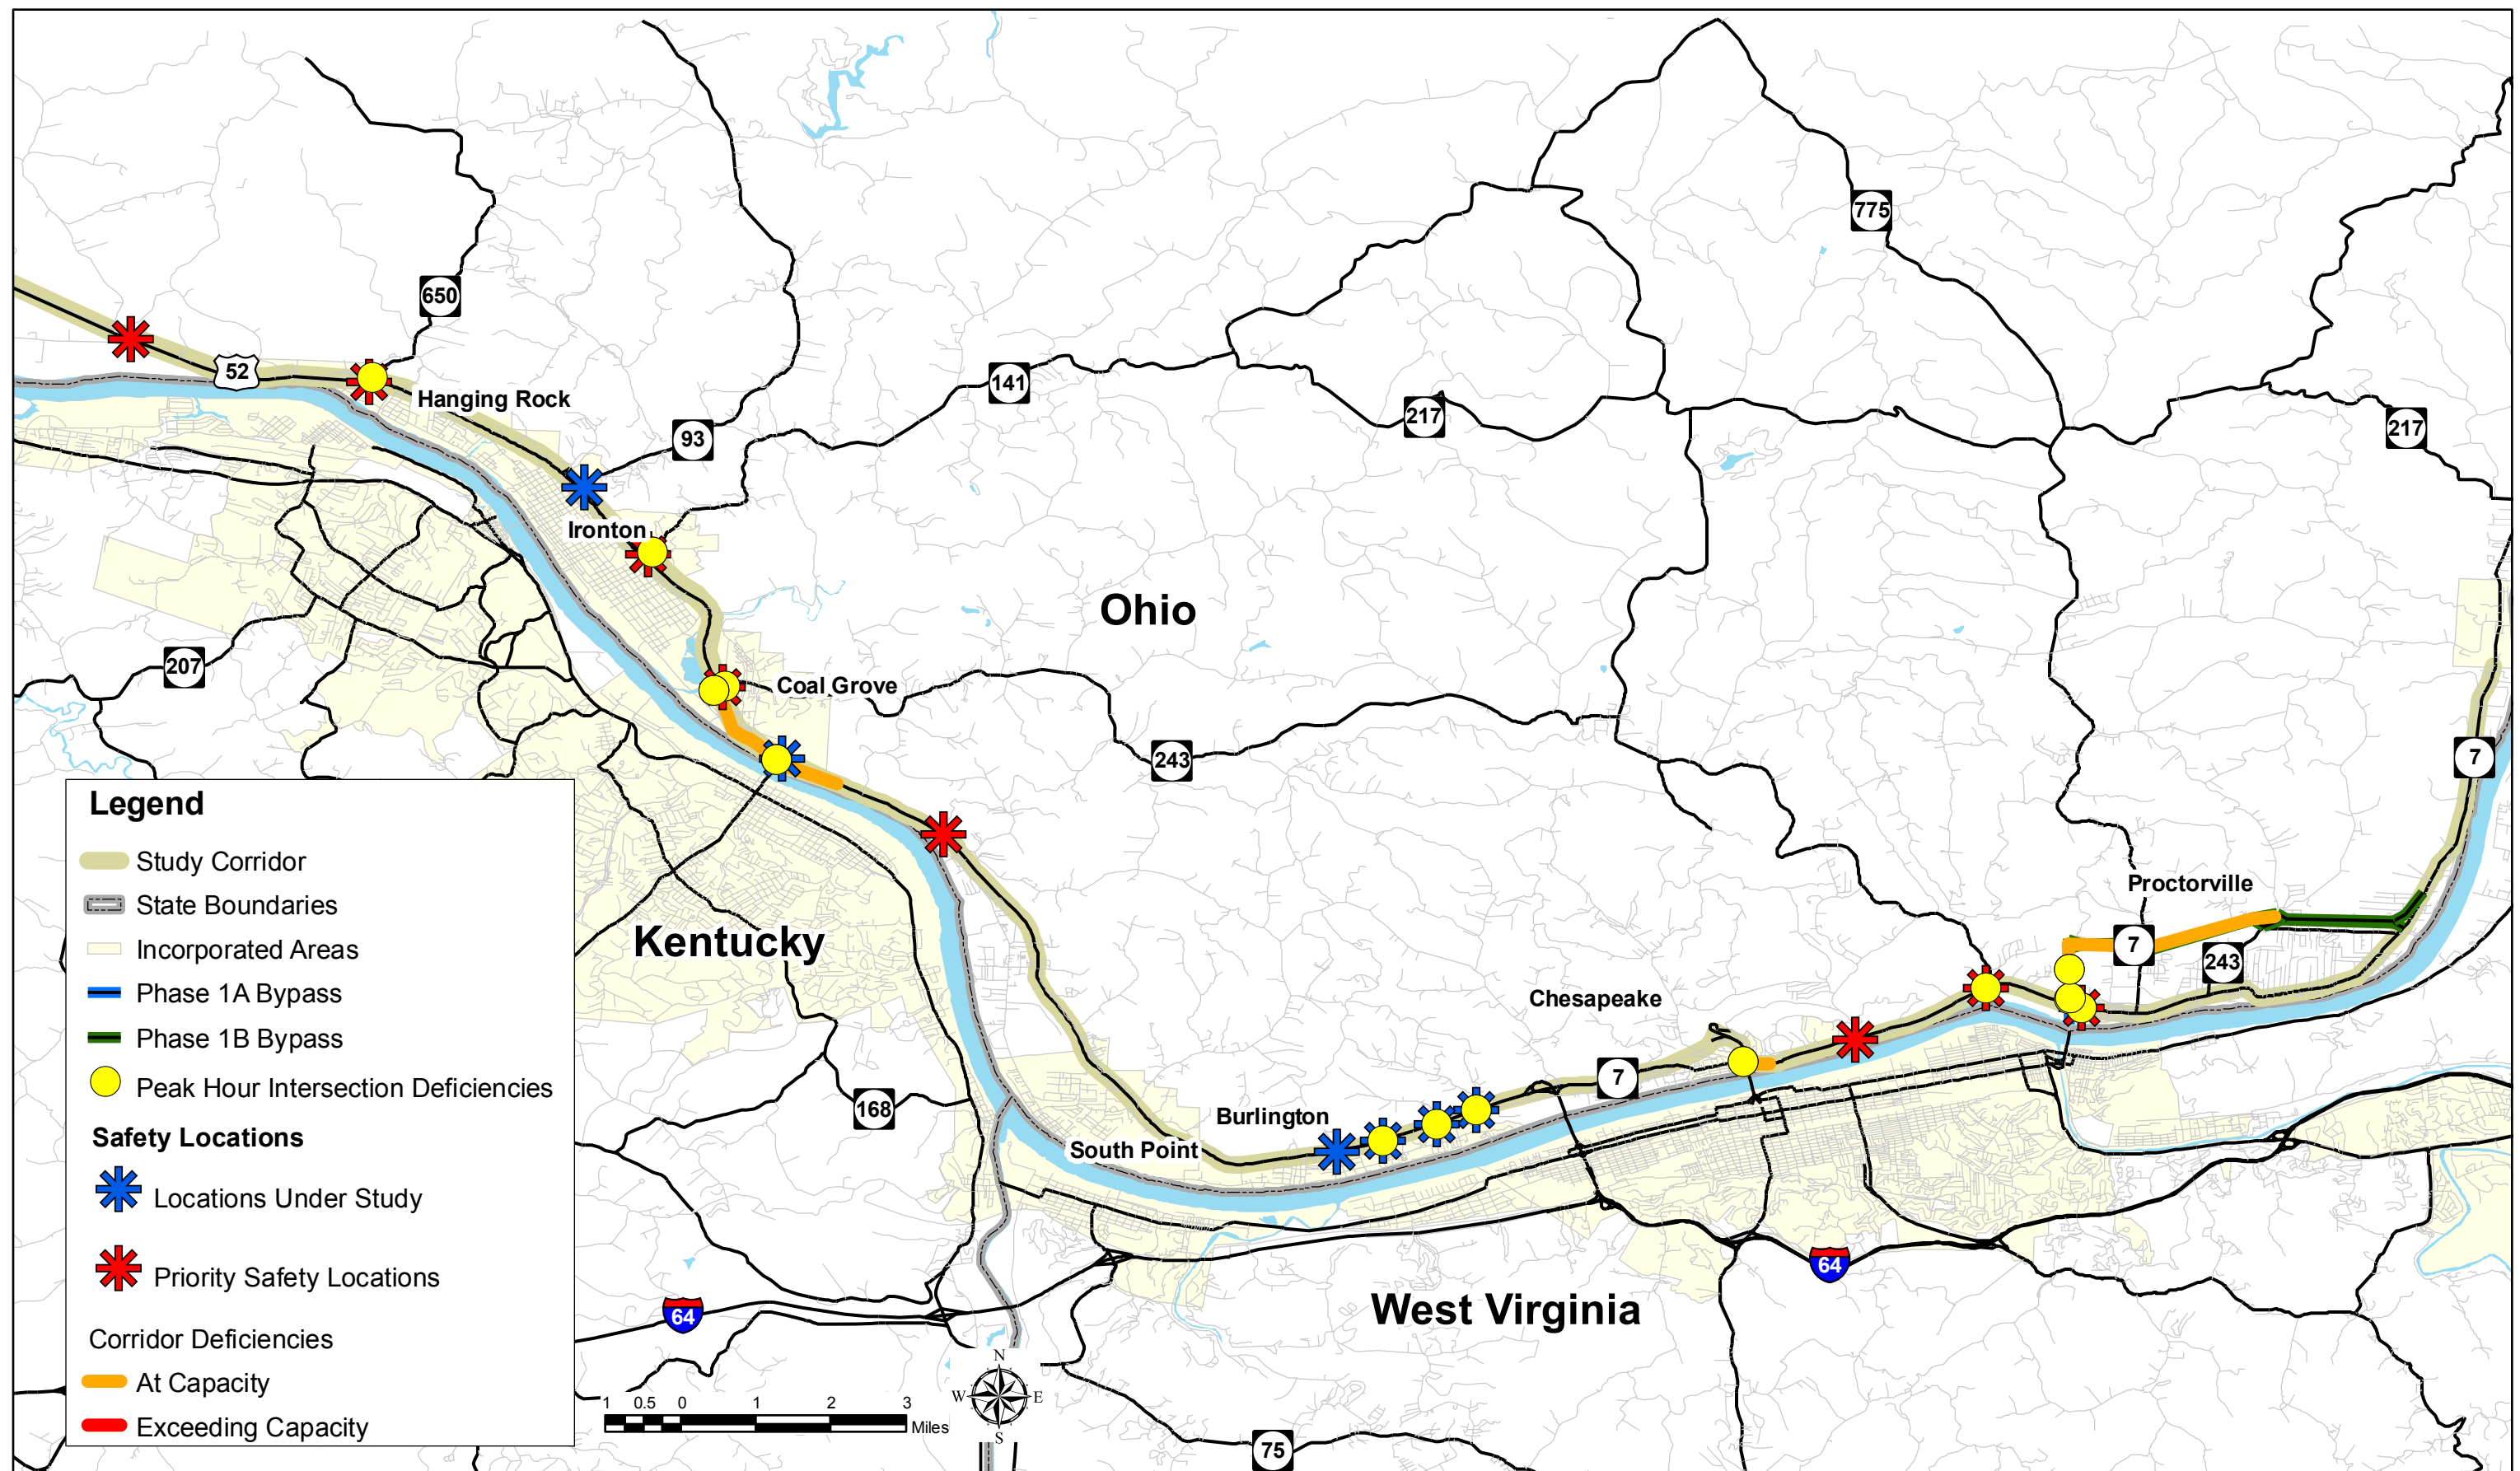 775
650
52
Hanging Rock
141
217
217
93
Ironton
Ohio
207
Coal Grove
243
7
Legend
Study Corridor
State Boundaries
Incorporated Areas
Phase 1A Bypass
Phase 1B Bypass
Peak Hour Intersection Deficiencies
Safety Locations
Locations Under Study
Priority Safety Locations
Corridor Deficiencies
At Capacity
Exceeding Capacity
Kentucky
Proctorville
7
243
Chesapeake
7
168
Burlington
South Point
64
64
West Virginia
N
W E
S
1 0.5 0 1 2 3
Miles
75